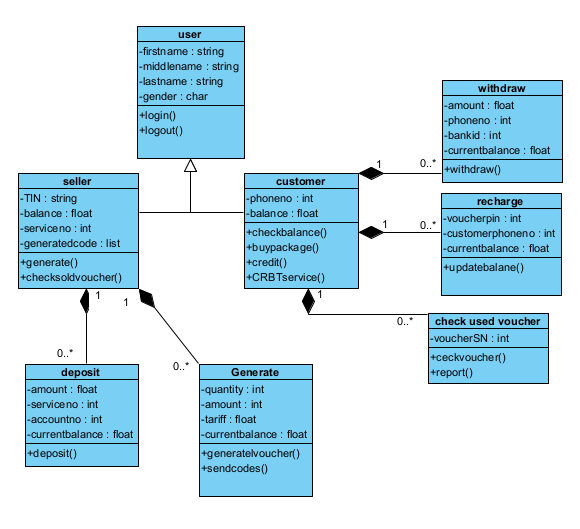 user
-firstname : string
-middlename : string
-lastname : string
-gender : char
+login()
+logout()
withdraw
-amount : float
-phoneno : int
-bankid : int
-currentbalance : float
+withdraw()
1
0..*
seller
-TIN : string
-balance : float
-serviceno : int
-generatedcode : list
+generate()
+checksoldvoucher()
customer
-phoneno : int
-balance : float
+checkbalance()
+buypackage()
+credit()
+CRBTservice()
recharge
-voucherpin : int
-customerphoneno : int
-currentbalance : float
+updatebalane()
1
0..*
1
1
1
0..*
check used voucher
-voucherSN : int
+ceckvoucher()
+report()
0..*
0..*
deposit
-amount : float
-serviceno : int
-accountno : int
-currentbalance : float
+deposit()
Generate
-quantity : int
-amount : int
-tariff : float
-currentbalance : float
+generatelvoucher()
+sendcodes()